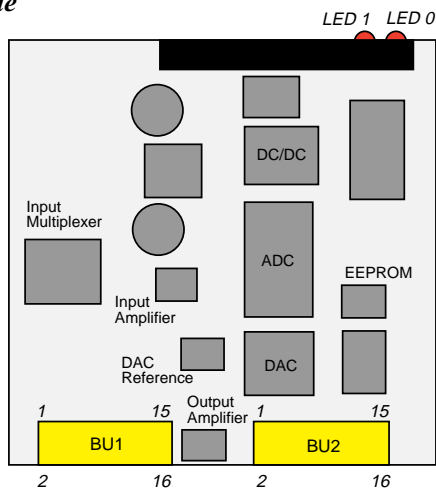 LED 1 LED 0
DC/DC
Input
Multiplexer
ADC
EEPROM
Input
Amplifier
DAC
Reference
DAC
Output
Amplifier
1 15 1 15
BU1 BU2
2 16 2 16